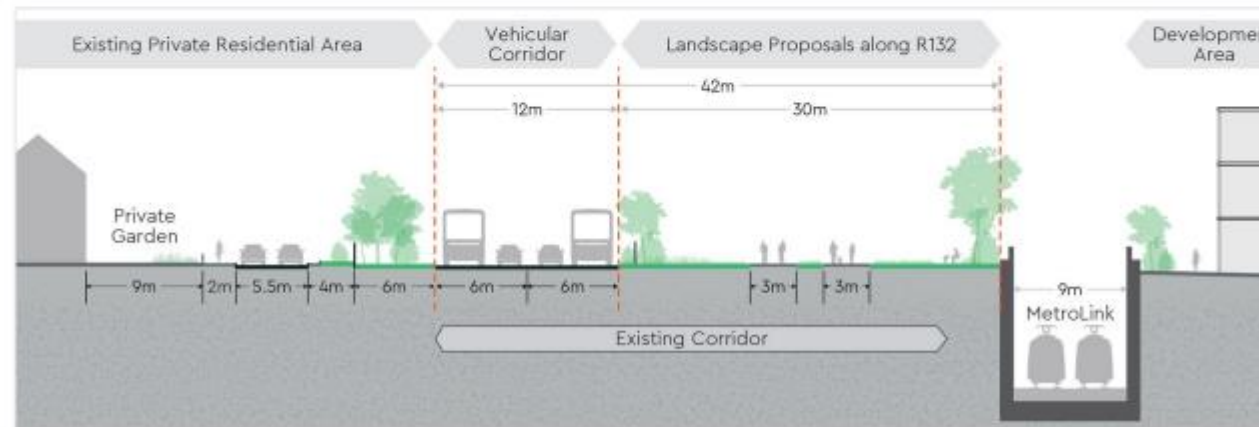 Existing Private Residential Area
Vehicular
Corridor
Landscape Proposals along R132
Area
42m
12m
30m
Private
Garden
9m
2m
5.5m
4m
6m
6m
6m
3m
3m
9m
MetroLink
Existing Corridor